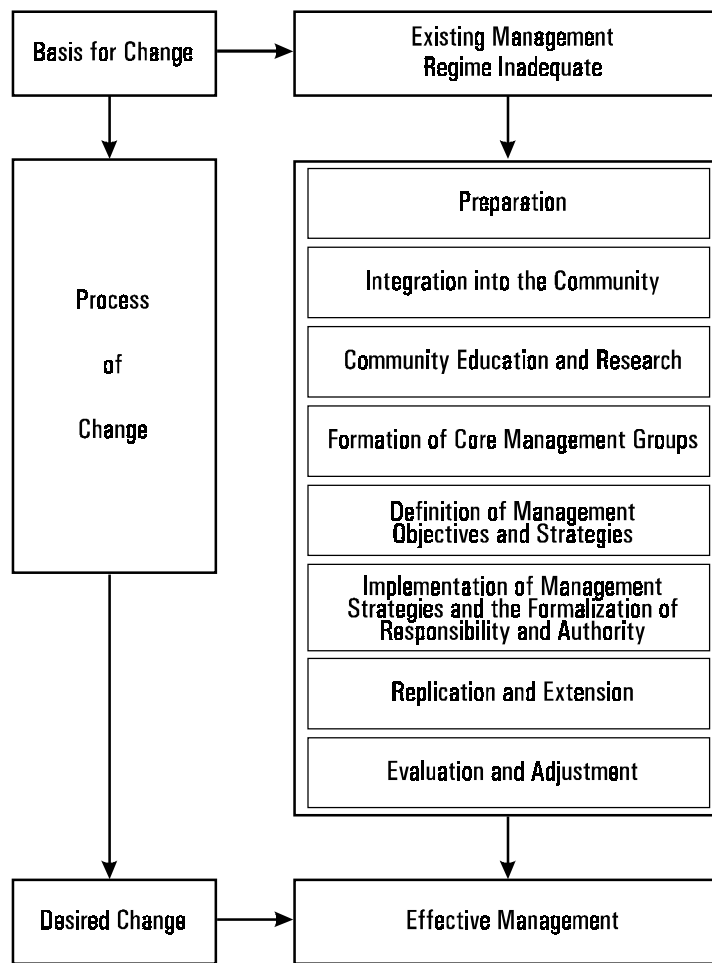 Basis for Change
Existing Management
Regime Inadequate
Process
of
Change
Preparation
Integration into the Community
Community Education and Research
Formation of Core Management Groups
Definition of Management
Objectives and Strategies
Implementation of Management
Strategies and the Formalization of
Responsibility and Authority
Replication and Extension
Evaluation and Adjustment
Desired Change
Effective Management